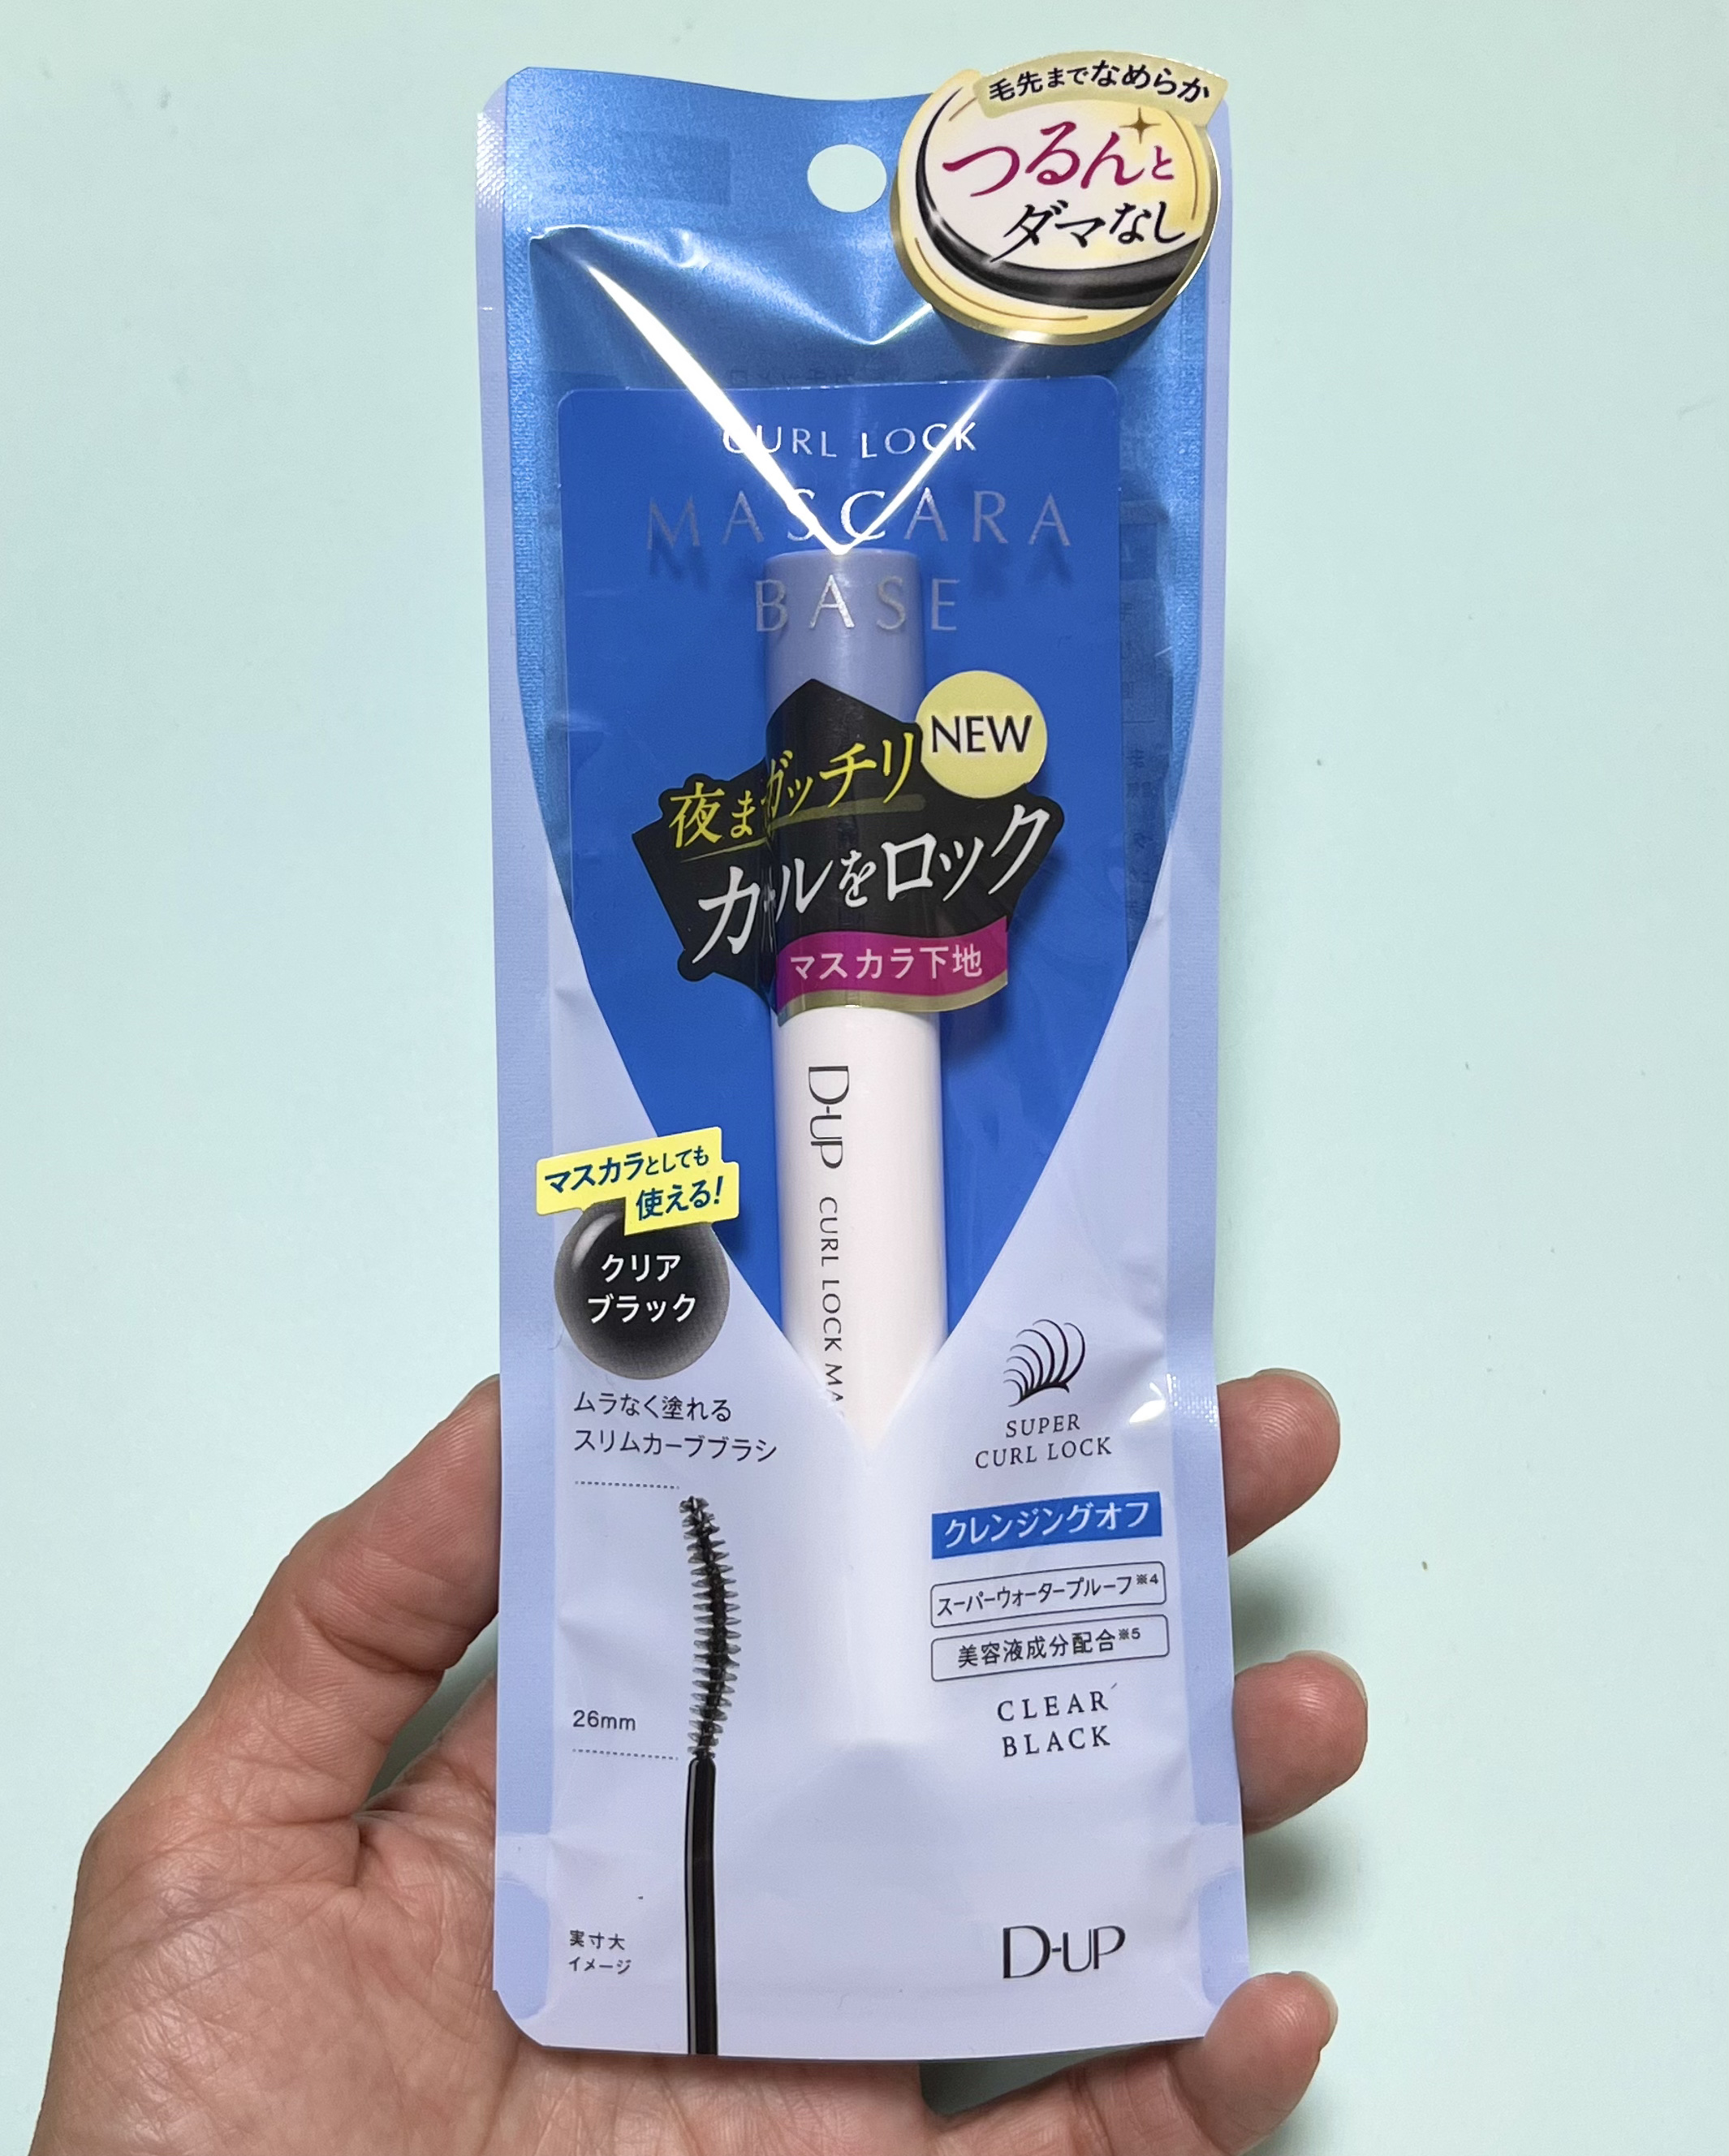 毛先までなめらか
つるんと
ダマなし
CURL LOCK
MASCARA
BASE
NEW
夜までガッチリ
カールをロック
マスカラ下地
D-UP CURL LOCK
マスカラとしても
使える!
クリア
ブラック
ムラなく塗れる
スリムカーブブラシ
26mm
実寸大
イメージ
SUPER
CURL LOCK
クレンジングオフ
スーパーウォータープルーフ※4
美容液成分配合※5
CLEAR
BLACK
D-UP